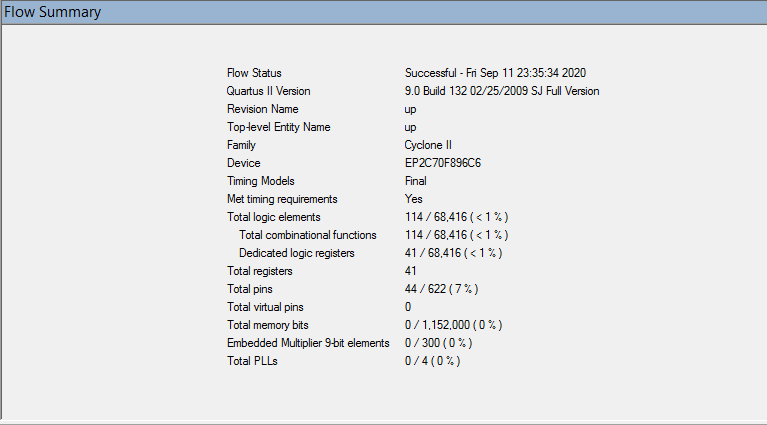 Flow Summary
Flow Status Successful - Fri Sep 11 23:35:34 2020
Quartus II Version 9.0 Build 132 02/25/2009 SJ Full Version
Revision Name up
Top-level Entity Name up
Family Cyclone II
Device EP2C70F896C6
Timing Models Final
Met timing requirements Yes
Total logic elements 114 / 68,416 ( < 1 % )
Total combinational functions 114 / 68,416 ( < 1 % )
Dedicated logic registers 41 / 68,416 ( < 1 % )
Total registers 41
Total pins 44 / 622 ( 7 % )
Total virtual pins 0
Total memory bits 0 / 1,152,000 ( 0 % )
Embedded Multiplier 9-bit elements 0 / 300 ( 0 % )
Total PLLs 0 / 4 ( 0 % )